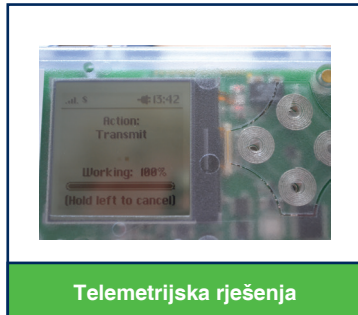 13:42
Action:
Transmit
Working: 100%
(Hold left to cancel)
Telemetrijska rješenja